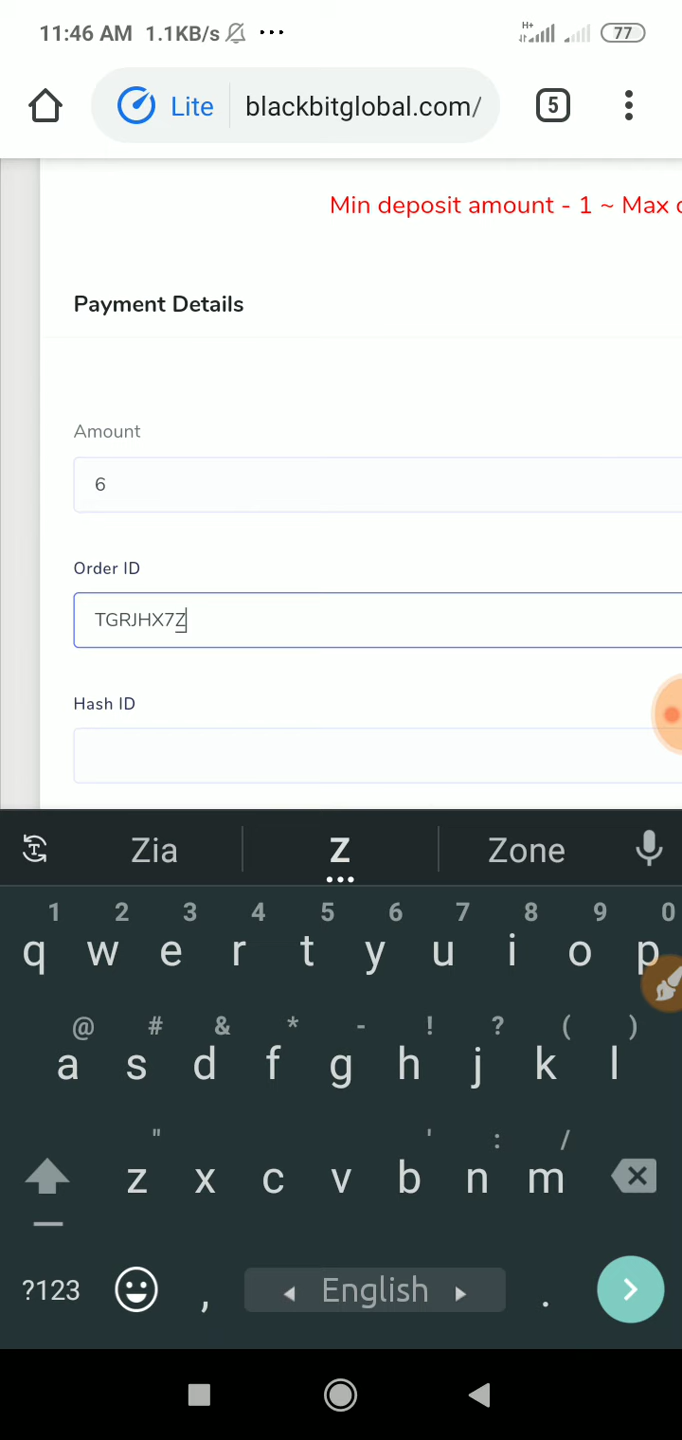 11:46 AM 1.1KB/s ... H+ 77
Lite blackbitglobal.com/ 5
Min deposit amount - 1 ~ Max
Payment Details
Amount
6
Order ID
TGRJHX7Z
Hash ID
Zia Z Zone
1 2 3 4 5 6 7 8 9 0
q w e r t y u i o p
@ # & * - ! ? ( )
a s d f g h j k l
" ' : /
z x c v b n m
?123 , English .